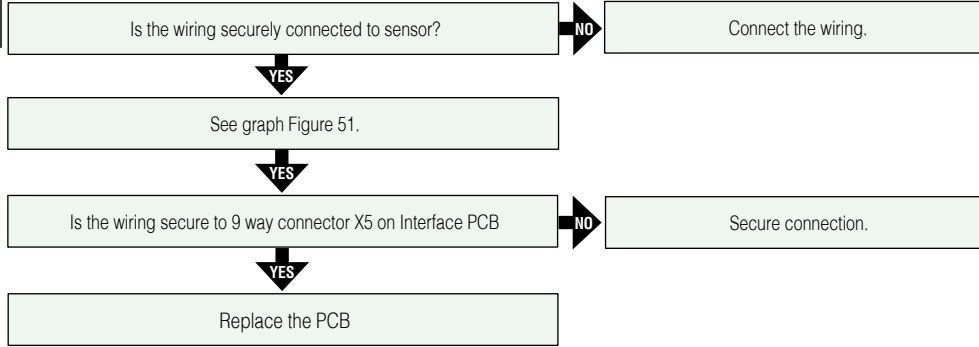 Is the wiring securely connected to sensor?
NO
Connect the wiring.
YES
See graph Figure 51.
YES
Is the wiring secure to 9 way connector X5 on Interface PCB
NO
Secure connection.
YES
Replace the PCB